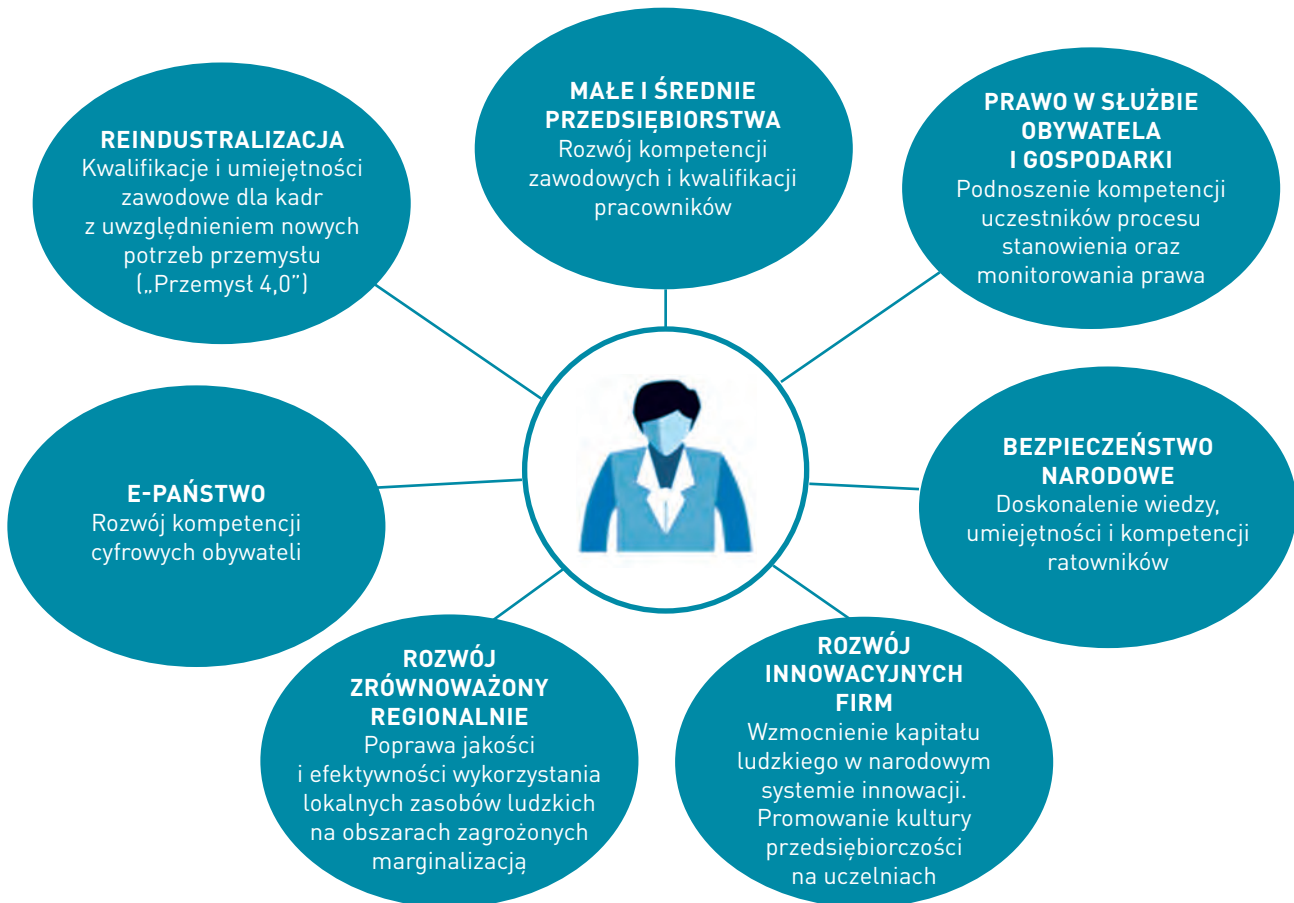 REINDUSTRALIZACJA
Kwalifikacje i umiejętności
zawodowe dla kadr
z uwzględnieniem nowych
potrzeb przemysłu
(„Przemysł 4,0”)
MAŁE I ŚREDNIE
PRZEDSIĘBIORSTWA
Rozwój kompetencji
zawodowych i kwalifikacji
pracowników
PRAWO W SŁUŻBIE
OBYWATELA
I GOSPODARKI
Podnoszenie kompetencji
uczestników procesu
stanowienia oraz
monitorowania prawa
E-PAŃSTWO
Rozwój kompetencji
cyfrowych obywateli
BEZPIECZEŃSTWO
NARODOWE
Doskonalenie wiedzy,
umiejętności i kompetencji
ratowników
ROZWÓJ
ZRÓWNOWAŻONY
REGIONALNIE
Poprawa jakości
i efektywności wykorzystania
lokalnych zasobów ludzkich
na obszarach zagrożonych
marginalizacją
ROZWÓJ
INNOWACYJNYCH
FIRM
Wzmocnienie kapitału
ludzkiego w narodowym
systemie innowacji.
Promowanie kultury
przedsiębiorczości
na uczelniach